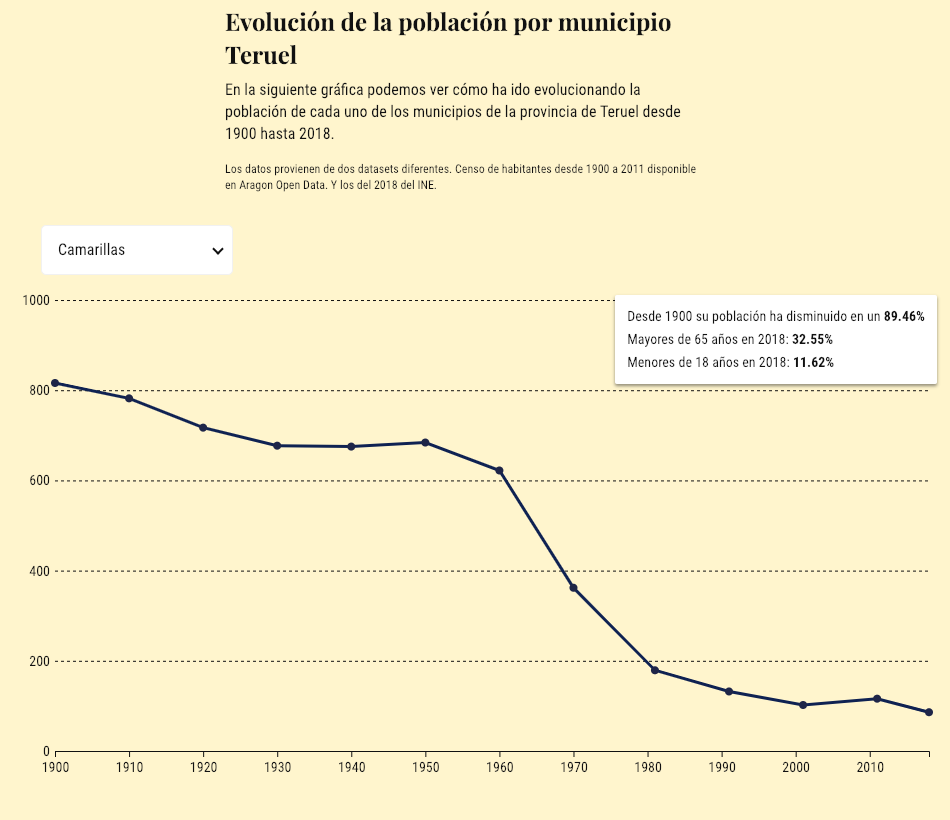 Evolución de la población por municipio
Teruel
En la siguiente gráfica podemos ver cómo ha ido evolucionando la
población de cada uno de los municipios de la provincia de Teruel desde
1900 hasta 2018.
Los datos provienen de dos datasets diferentes. Censo de habitantes desde 1900 a 2011 disponible
en Aragon Open Data. Y los del 2018 del INE.
Camarillas
Desde 1900 su población ha disminuido en un 89.46%
Mayores de 65 años en 2018: 32.55%
Menores de 18 años en 2018: 11.62%
1000
800
600
400
200
0
1900 1910 1920 1930 1940 1950 1960 1970 1980 1990 2000 2010